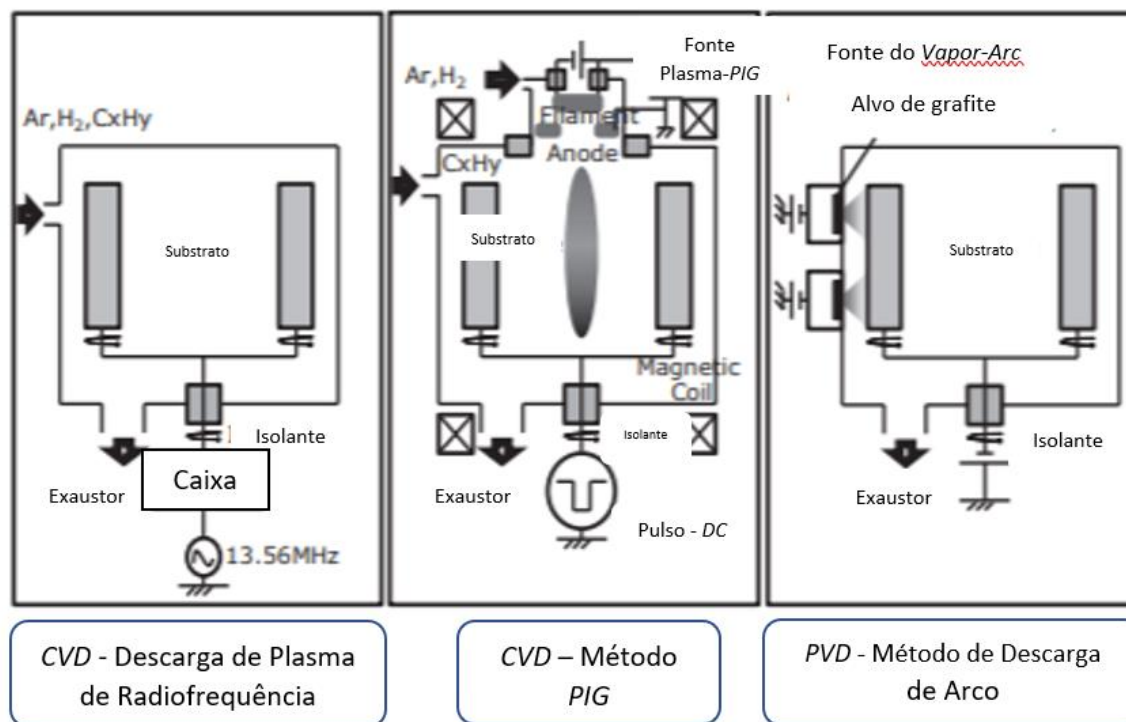 Ar,H₂,CxHy
Substrato
Isolante
Exaustor
Caixa
13.56MHz
CVD - Descarga de Plasma
de Radiofrequência
Fonte
Plasma-PIG
Ar,H₂
Filament
Anode
CxHy
Substrato
Magnetic
Coil
Isolante
Exaustor
Pulso - DC
CVD – Método
PIG
Fonte do Vapor-Arc
Alvo de grafite
Substrato
Isolante
Exaustor
PVD - Método de Descarga
de Arco